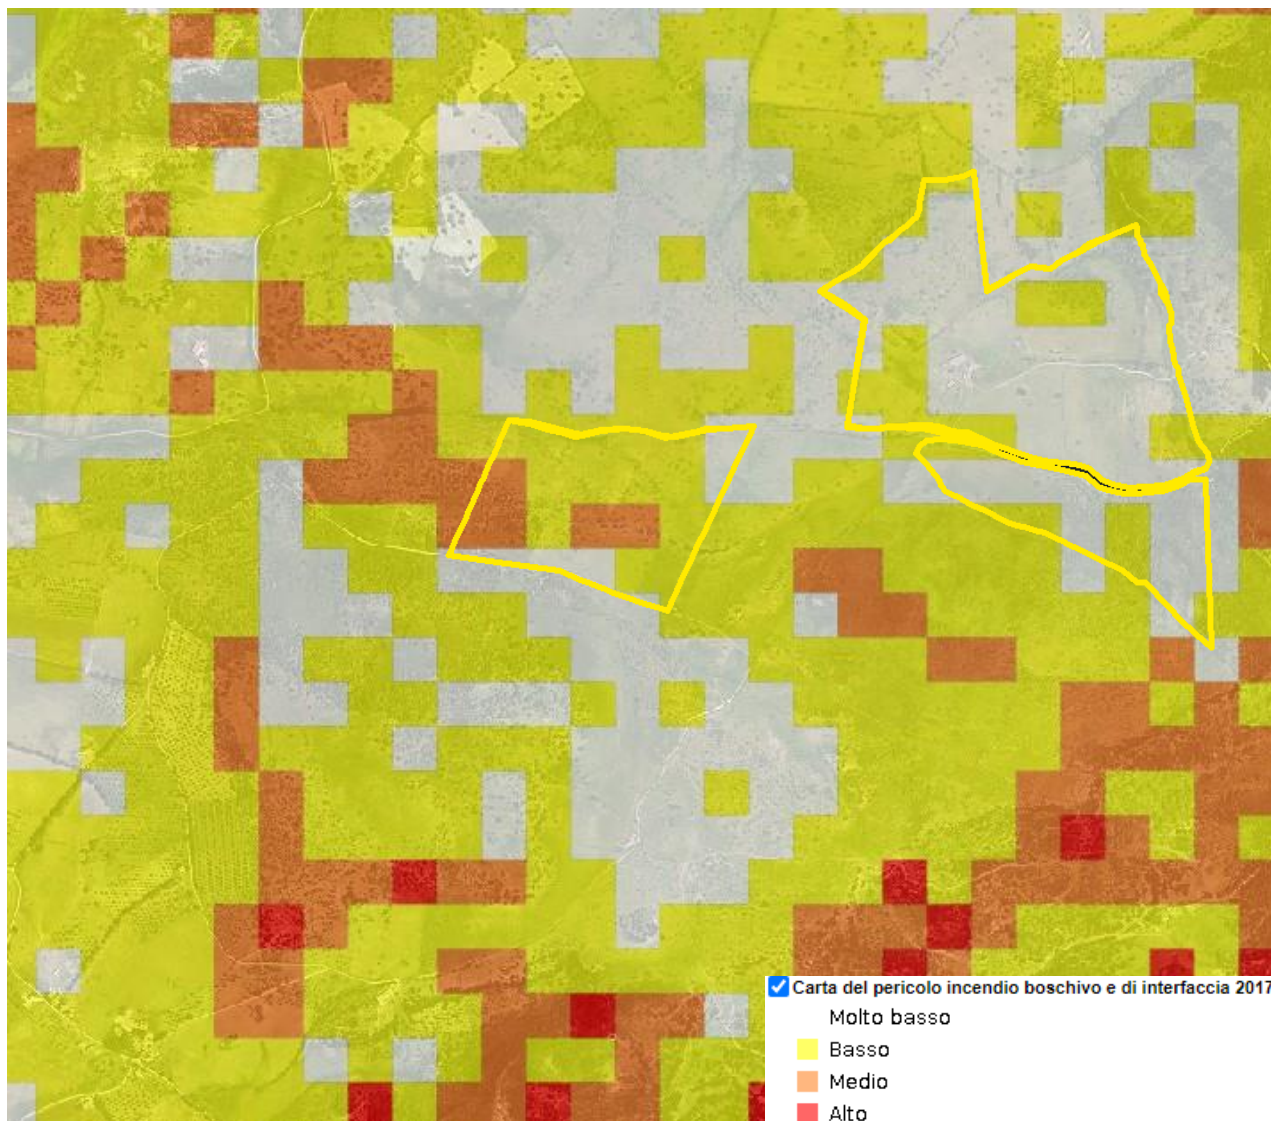 Carta del pericolo incendio boschivo e di interfaccia 2017
Molto basso
Basso
Medio
Alto